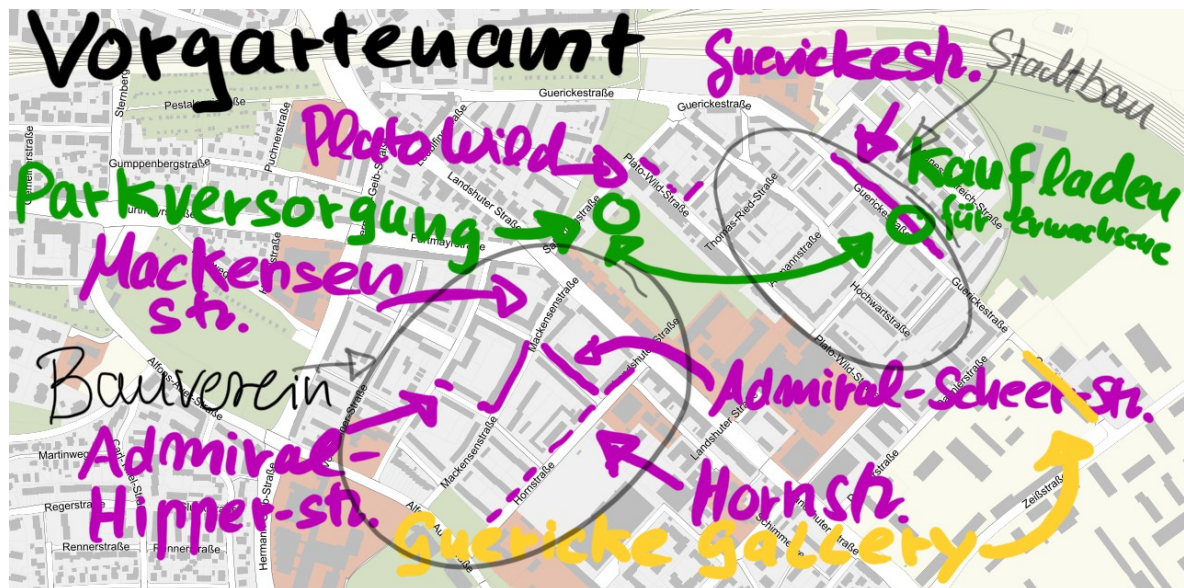 Vorgartenamt
Guerickestr.
Stadtbau
Guerickestraße
Guerickestraße
Puchnerstraße
Gumppenbergstraße
Plato Wild
Landshuter Straße
Plato-Wild-Straße
Thomas-Ried-Straße
Guerickestraße
Kaufladen
für Erwachsene
Parkversorgung
Mackensen
str.
Mackensenstraße
Hochwartstraße
Guerickestraße
Landshuter Straße
Plato-Wild-Straße
Bauverein
Admiral-Scheer-str.
Martinweg
Admiral-
Hipper-str.
Mackensenstraße
Hornstraße
Landshuter Straße
Hornstr.
Zeißstraße
Regerstraße
Rennerstraße
Guericke gallery